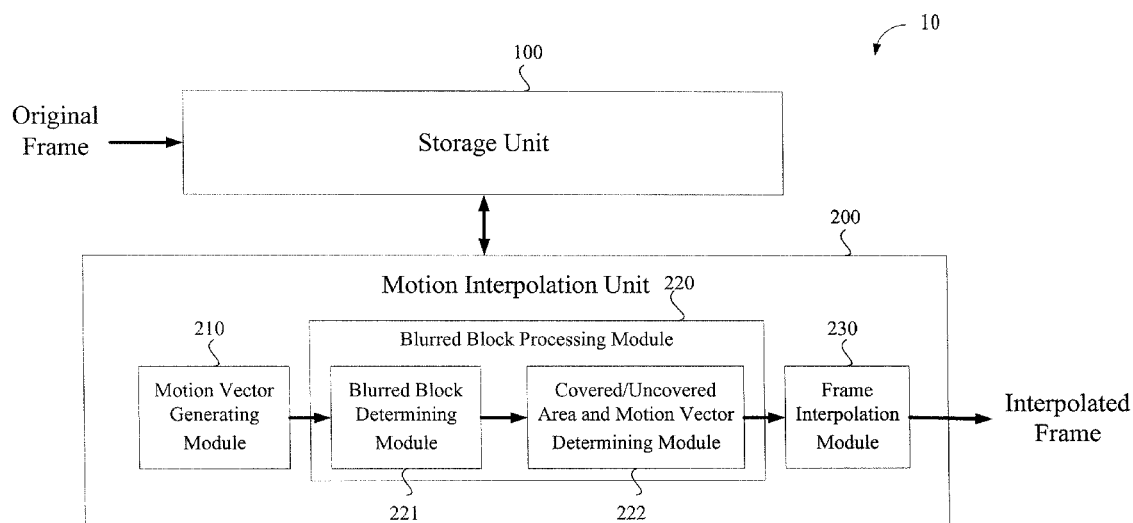 10
100
Original
Frame
Storage Unit
200
Motion Interpolation Unit
220
210
Blurred Block Processing Module
230
Motion Vector
Generating
Module
Blurred Block
Determining
Module
Covered/Uncovered
Area and Motion Vector
Determining Module
Frame
Interpolation
Module
Interpolated
Frame
221
222